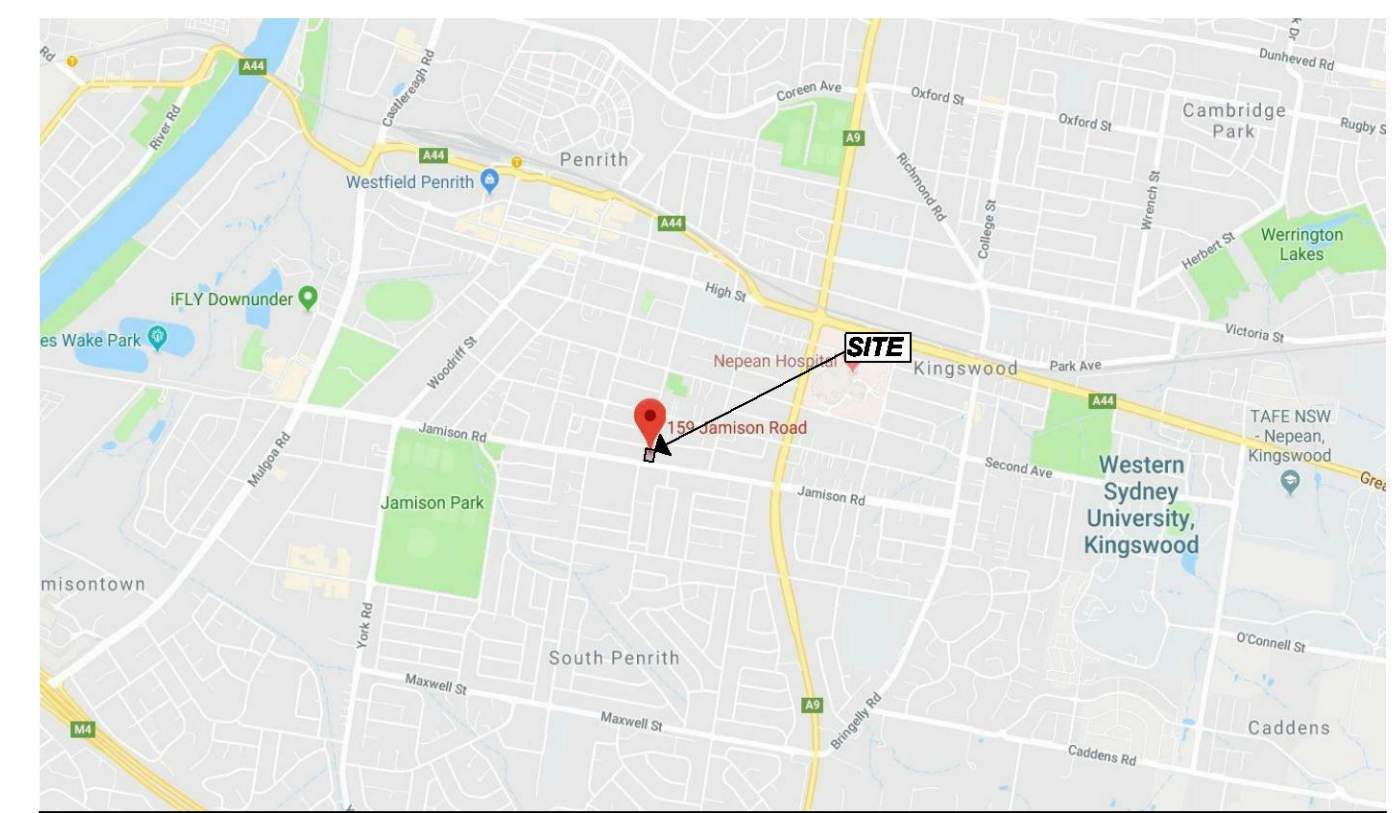 Rd
A44
Castlereagh Rd
Dunheved Rd
River Rd
Coreen Ave
Oxford St
Cambridge
Park
Oxford St
Rugby S
A9
A44
Penrith
Westfield Penrith
Richmond Rd
Wrench St
College St
A44
Herbert St
Werrington
Lakes
High St
iFLY Downunder
es Wake Park
Victoria St
SITE
Woodriff St
Nepean Hospital
Kingswood
Park Ave
A44
TAFE NSW
- Nepean,
Kingswood
159 Jamison Road
Jamison Rd
Mulgoa Rd
Second Ave
Western
Sydney
University,
Kingswood
Grea
Jamison Park
Jamison Rd
misontown
York Rd
O'Connell St
South Penrith
Maxwell St
Maxwell St
A9
Bringelly Rd
M4
Caddens
Caddens Rd